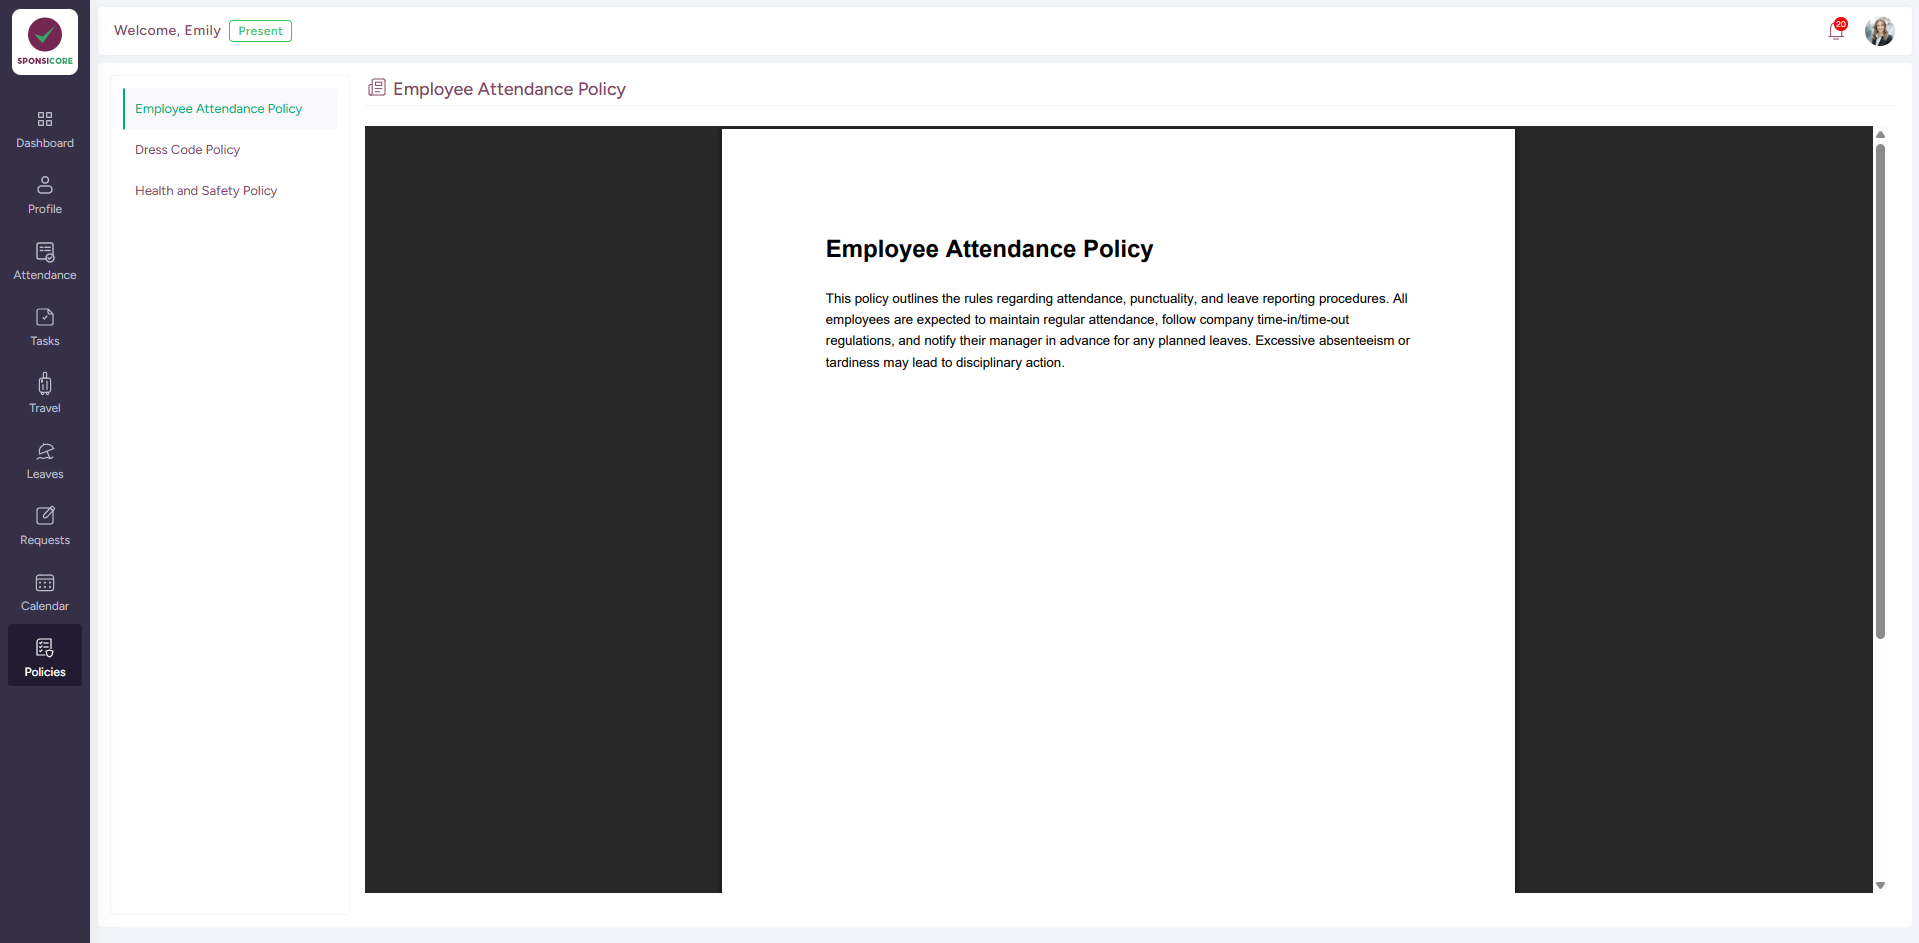 SPONSICORE
Welcome, Emily
Present
20
Dashboard
Profile
Attendance
Tasks
Travel
Leaves
Requests
Calendar
Policies
Employee Attendance Policy
Dress Code Policy
Health and Safety Policy
Employee Attendance Policy
Employee Attendance Policy
This policy outlines the rules regarding attendance, punctuality, and leave reporting procedures. All
employees are expected to maintain regular attendance, follow company time-in/time-out
regulations, and notify their manager in advance for any planned leaves. Excessive absenteeism or
tardiness may lead to disciplinary action.